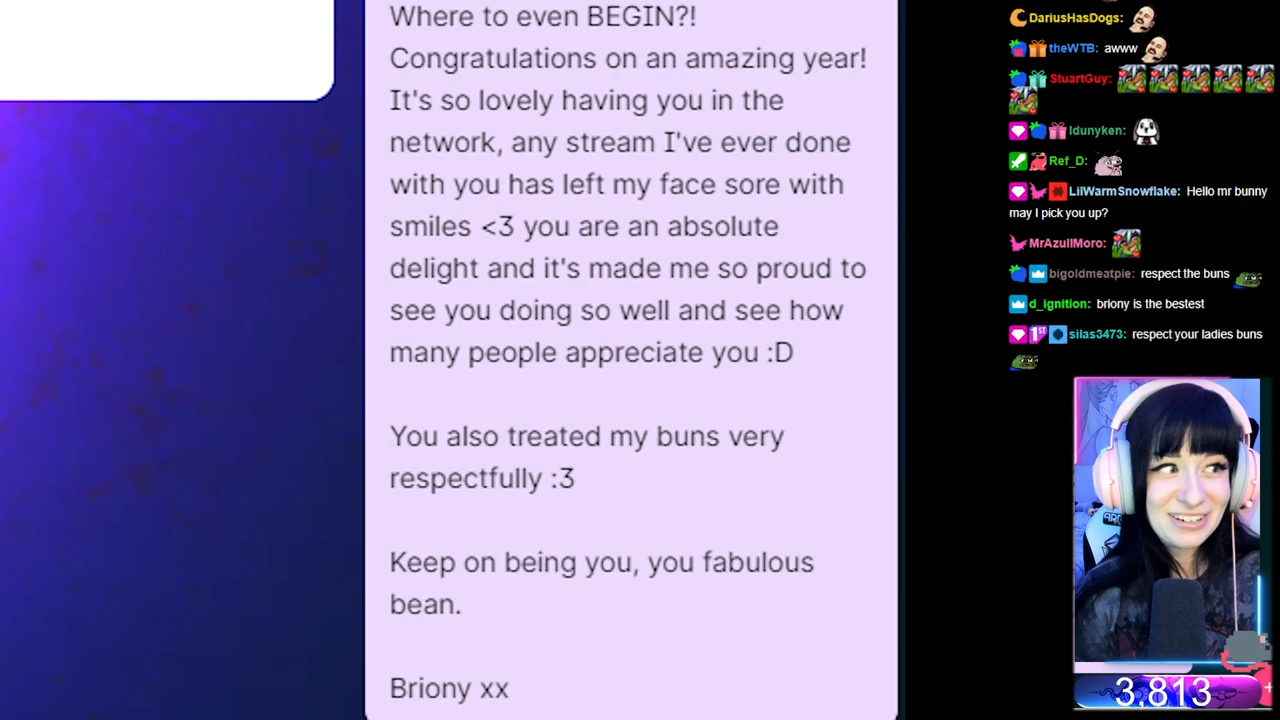 Where to even BEGIN?!
Congratulations on an amazing year!
It's so lovely having you in the
network, any stream I've ever done
with you has left my face sore with
smiles <3 you are an absolute
delight and it's made me so proud to
see you doing so well and see how
many people appreciate you :D
You also treated my buns very
respectfully :3
Keep on being you, you fabulous
bean.
Briony xx
DariusHasDogs:
theWTB: awww
StuartGuy:
Idunyken:
Ref_D:
LilWarmSnowflake: Hello mr bunny
may I pick you up?
MrAzullMoro:
bigoldmeatpie: respect the buns
d_ignition: briony is the bestest
1ST silas3473: respect your ladies buns
3,813